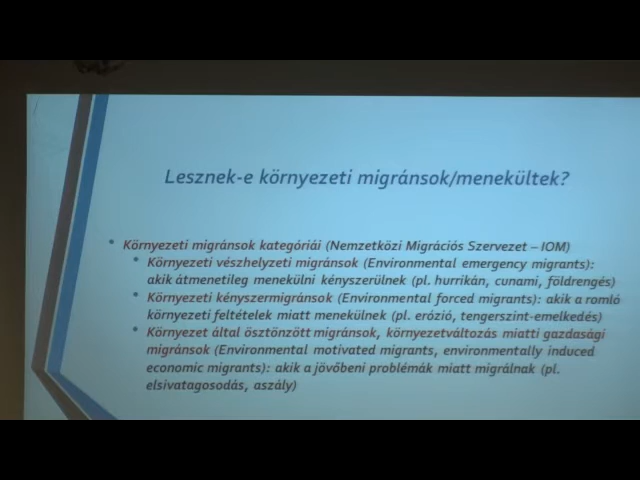 Lesznek-e környezeti migránsok/menekültek?
• Környezeti migránsok kategóriái (Nemzetközi Migrációs Szervezet – IOM)
• Környezeti vészhelyzeti migránsok (Environmental emergency migrants):
akik átmenetileg menekülni kényszerülnek (pl. hurrikán, cunami, földrengés)
• Környezeti kényszermigránsok (Environmental forced migrants): akik a romló
környezeti feltételek miatt menekülnek (pl. erózió, tengerszint-emelkedés)
• Környezet által ösztönzött migránsok, környezetváltozás miatti gazdasági
migránsok (Environmental motivated migrants, environmentally induced
economic migrants): akik a jövőbeni problémák miatt migrálnak (pl.
elsivatagosodás, aszály)